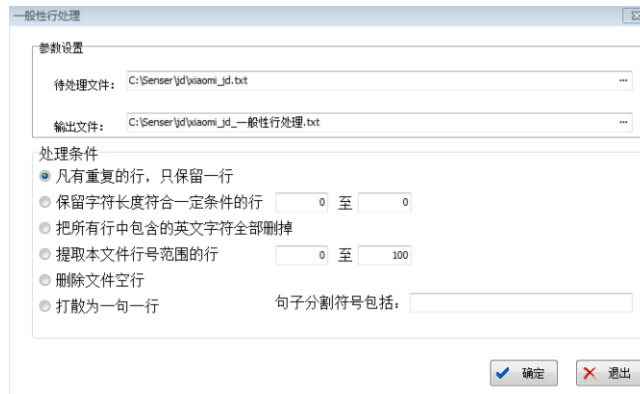 一般性行处理
参数设置
待处理文件： C:\Senser\jd\xiaomi_jd.txt ...
输出文件： C:\Senser\jd\xiaomi_jd_一般性行处理.txt ...
处理条件
凡有重复的行，只保留一行
保留字符长度符合一定条件的行 0 至 0
把所有行中包含的英文字符全部删掉
提取本文件行号范围的行 0 至 100
删除文件空行
打散为一句一行 句子分割符号包括：
确定 退出